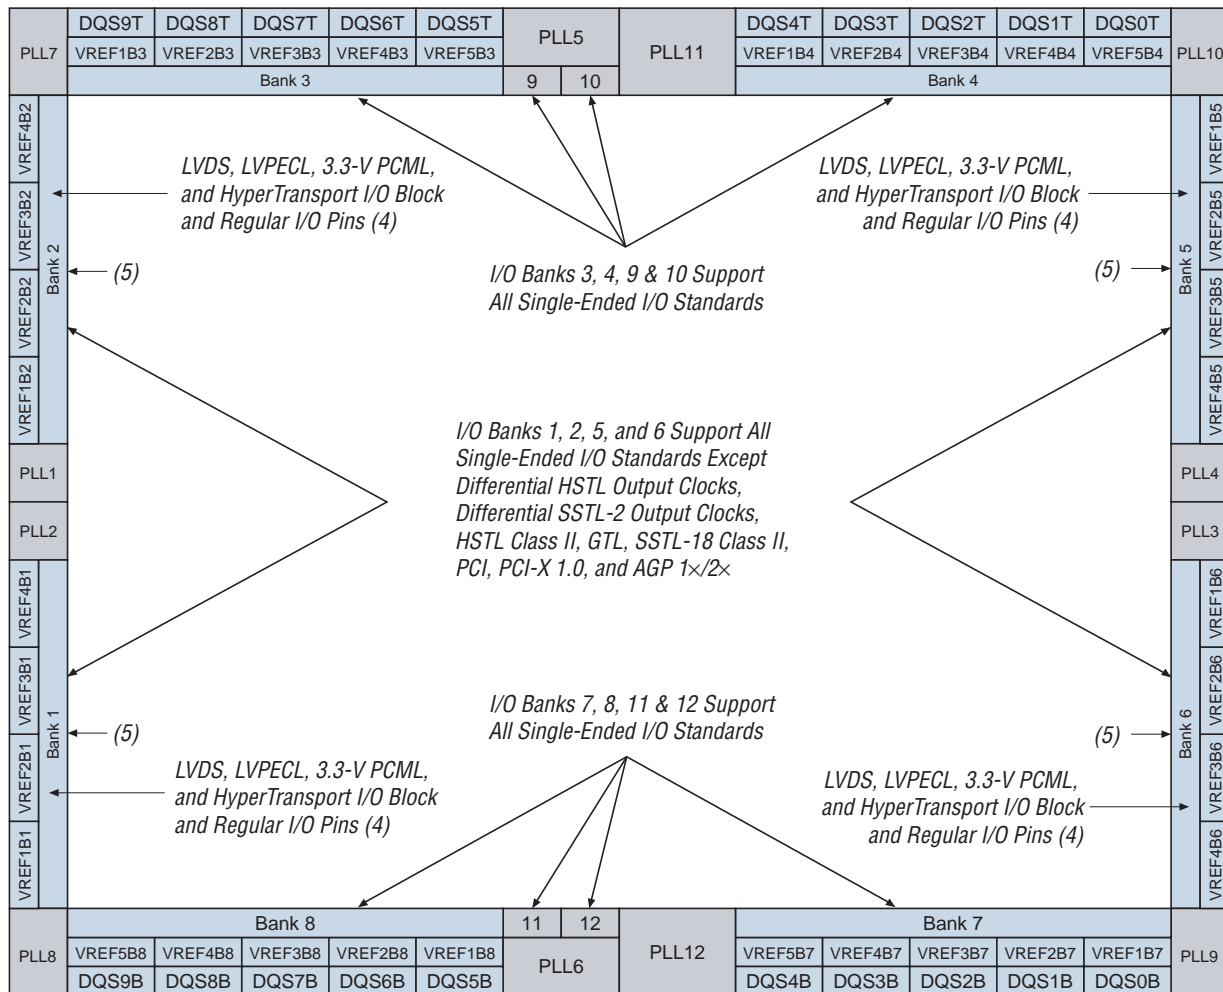 PLL7
DQS9T DQS8T DQS7T DQS6T DQS5T
VREF1B3 VREF2B3 VREF3B3 VREF4B3 VREF5B3
Bank 3
PLL5
9 10
PLL11
DQS4T DQS3T DQS2T DQS1T DQS0T
VREF1B4 VREF2B4 VREF3B4 VREF4B4 VREF5B4
Bank 4
PLL10
VREF4B2
VREF3B2
VREF2B2
VREF1B2
Bank 2
LVDS, LVPECL, 3.3-V PCML,
and HyperTransport I/O Block
and Regular I/O Pins (4)
(5)
I/O Banks 3, 4, 9 & 10 Support
All Single-Ended I/O Standards
LVDS, LVPECL, 3.3-V PCML,
and HyperTransport I/O Block
and Regular I/O Pins (4)
(5)
Bank 5
VREF1B5
VREF2B5
VREF3B5
VREF4B5
PLL1
PLL2
I/O Banks 1, 2, 5, and 6 Support All
Single-Ended I/O Standards Except
Differential HSTL Output Clocks,
Differential SSTL-2 Output Clocks,
HSTL Class II, GTL, SSTL-18 Class II,
PCI, PCI-X 1.0, and AGP 1×/2×
PLL4
PLL3
VREF4B1
VREF3B1
VREF2B1
VREF1B1
Bank 1
(5)
LVDS, LVPECL, 3.3-V PCML,
and HyperTransport I/O Block
and Regular I/O Pins (4)
I/O Banks 7, 8, 11 & 12 Support
All Single-Ended I/O Standards
(5)
LVDS, LVPECL, 3.3-V PCML,
and HyperTransport I/O Block
and Regular I/O Pins (4)
Bank 6
VREF1B6
VREF2B6
VREF3B6
VREF4B6
PLL8
Bank 8
VREF5B8 VREF4B8 VREF3B8 VREF2B8 VREF1B8
DQS9B DQS8B DQS7B DQS6B DQS5B
11 12
PLL6
PLL12
Bank 7
VREF5B7 VREF4B7 VREF3B7 VREF2B7 VREF1B7
DQS4B DQS3B DQS2B DQS1B DQS0B
PLL9